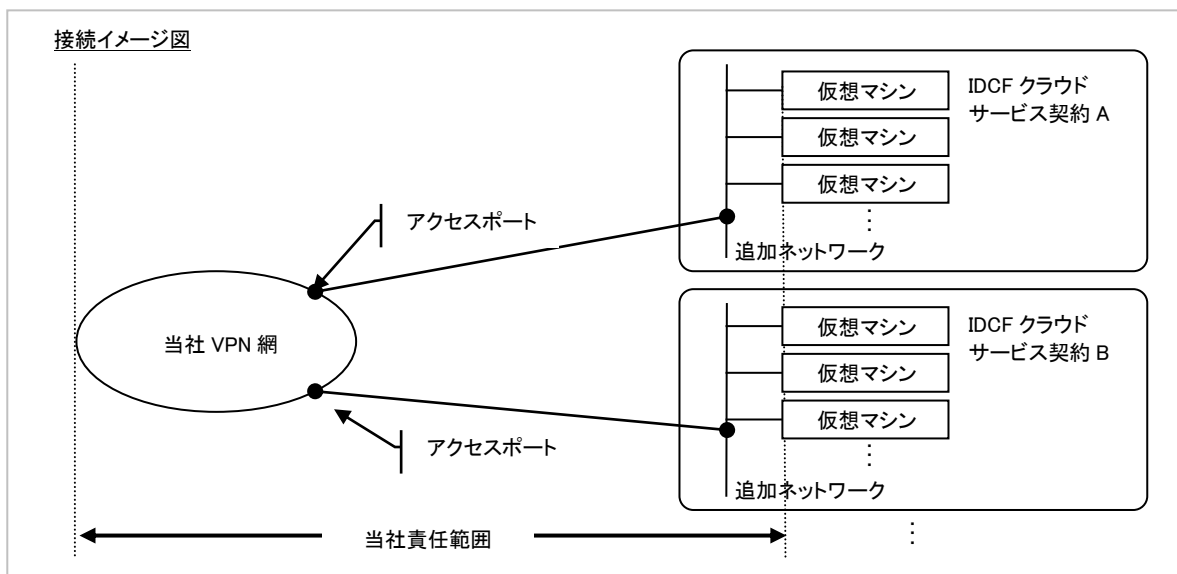 接続イメージ図
仮想マシン
仮想マシン
仮想マシン
IDCF クラウド
サービス契約 A
アクセスポート
追加ネットワーク
当社 VPN 網
仮想マシン
仮想マシン
仮想マシン
IDCF クラウド
サービス契約 B
アクセスポート
追加ネットワーク
当社責任範囲